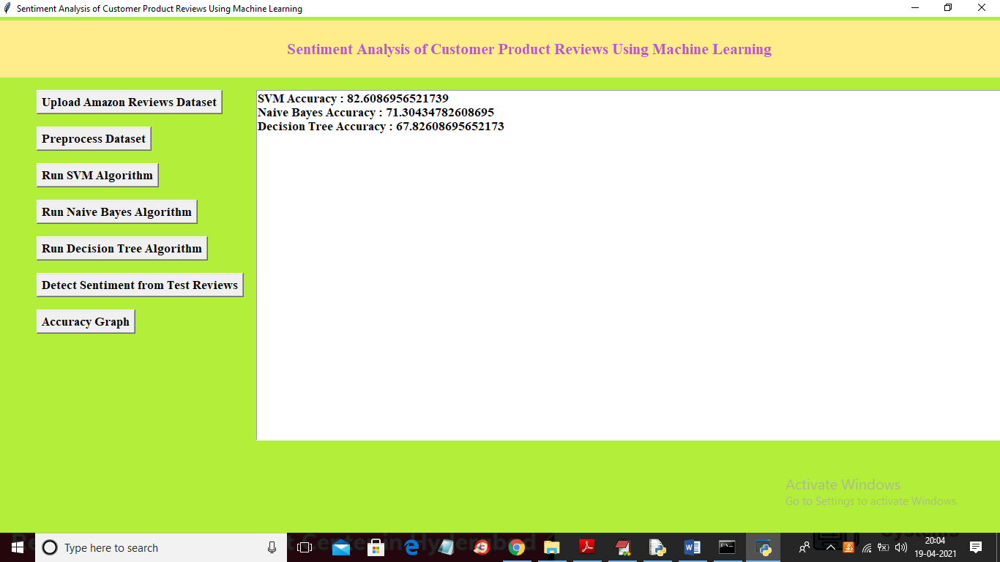 Sentiment Analysis of Customer Product Reviews Using Machine Learning
Sentiment Analysis of Customer Product Reviews Using Machine Learning
Upload Amazon Reviews Dataset
Preprocess Dataset
Run SVM Algorithm
Run Naive Bayes Algorithm
Run Decision Tree Algorithm
Detect Sentiment from Test Reviews
Accuracy Graph
SVM Accuracy : 82.6086956521739
Naive Bayes Accuracy : 71.30434782608695
Decision Tree Accuracy : 67.82608695652173
Activate Windows
Go to Settings to activate Windows.
Type here to search
20:04
19-04-2021